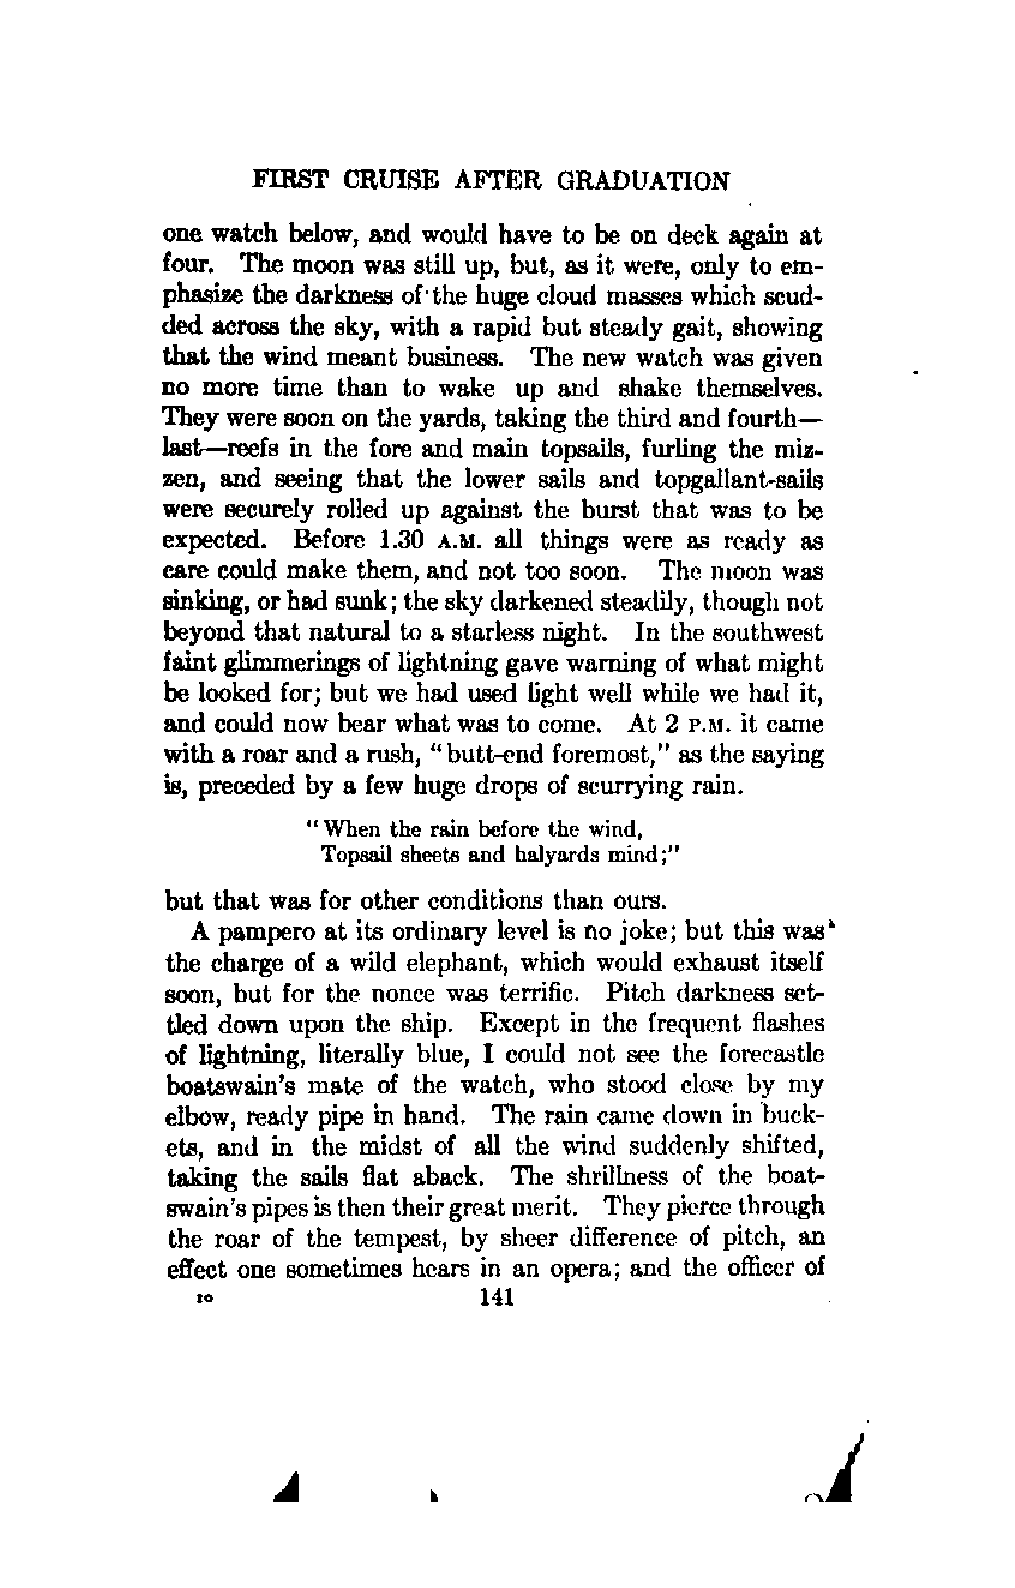 FIRST CRUISE AFTER GRADUATION
one watch below, and would have to be on deck again at
four. The moon was still up, but, as it were, only to em-
phasize the darkness of the huge cloud masses which scud-
ded across the sky, with a rapid but steady gait, showing
that the wind meant business. The new watch was given
no more time than to wake up and shake themselves.
They were soon on the yards, taking the third and fourth—
last—reefs in the fore and main topsails, furling the miz-
zen, and seeing that the lower sails and topgallant-sails
were securely rolled up against the burst that was to be
expected. Before 1.30 A.M. all things were as ready as
care could make them, and not too soon. The moon was
sinking, or had sunk; the sky darkened steadily, though not
beyond that natural to a starless night. In the southwest
faint glimmerings of lightning gave warning of what might
be looked for; but we had used light well while we had it,
and could now bear what was to come. At 2 P.M. it came
with a roar and a rush, "butt-end foremost," as the saying
is, preceded by a few huge drops of scurrying rain.
"When the rain before the wind,
Topsail sheets and halyards mind;"
but that was for other conditions than ours.
A pampero at its ordinary level is no joke; but this was
the charge of a wild elephant, which would exhaust itself
soon, but for the nonce was terrific. Pitch darkness set-
tled down upon the ship. Except in the frequent flashes
of lightning, literally blue, I could not see the forecastle
boatswain's mate of the watch, who stood close by my
elbow, ready pipe in hand. The rain came down in buck-
ets, and in the midst of all the wind suddenly shifted,
taking the sails flat aback. The shrillness of the boat-
swain's pipes is then their great merit. They pierce through
the roar of the tempest, by sheer difference of pitch, an
effect one sometimes hears in an opera; and the officer of
10 141